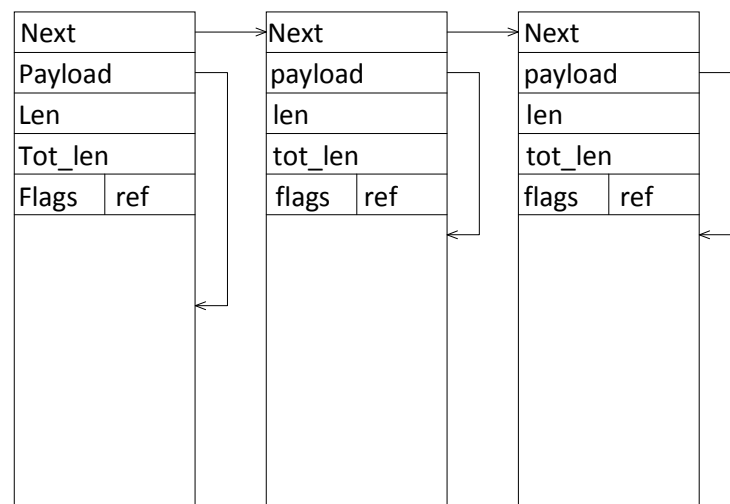 Next
Payload
Len
Tot_len
Flags ref
Next
payload
len
tot_len
flags ref
Next
payload
len
tot_len
flags ref